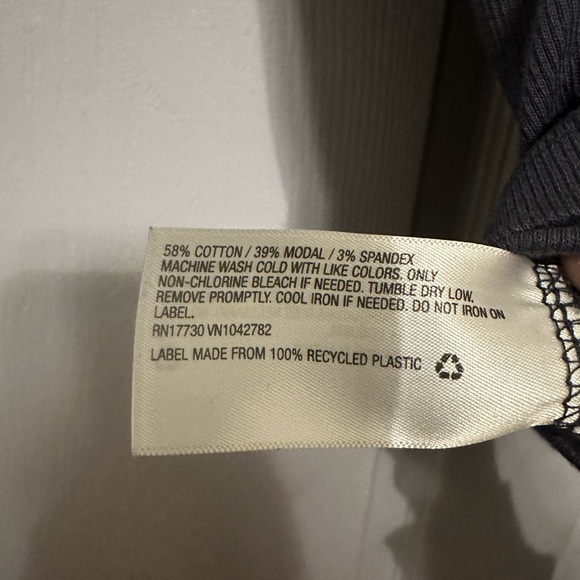 58% COTTON / 39% MODAL / 3% SPANDEX
MACHINE WASH COLD WITH LIKE COLORS. ONLY
NON-CHLORINE BLEACH IF NEEDED. TUMBLE DRY LOW,
REMOVE PROMPTLY. COOL IRON IF NEEDED. DO NOT IRON ON
LABEL.
RN17730 VN1042782
LABEL MADE FROM 100% RECYCLED PLASTIC